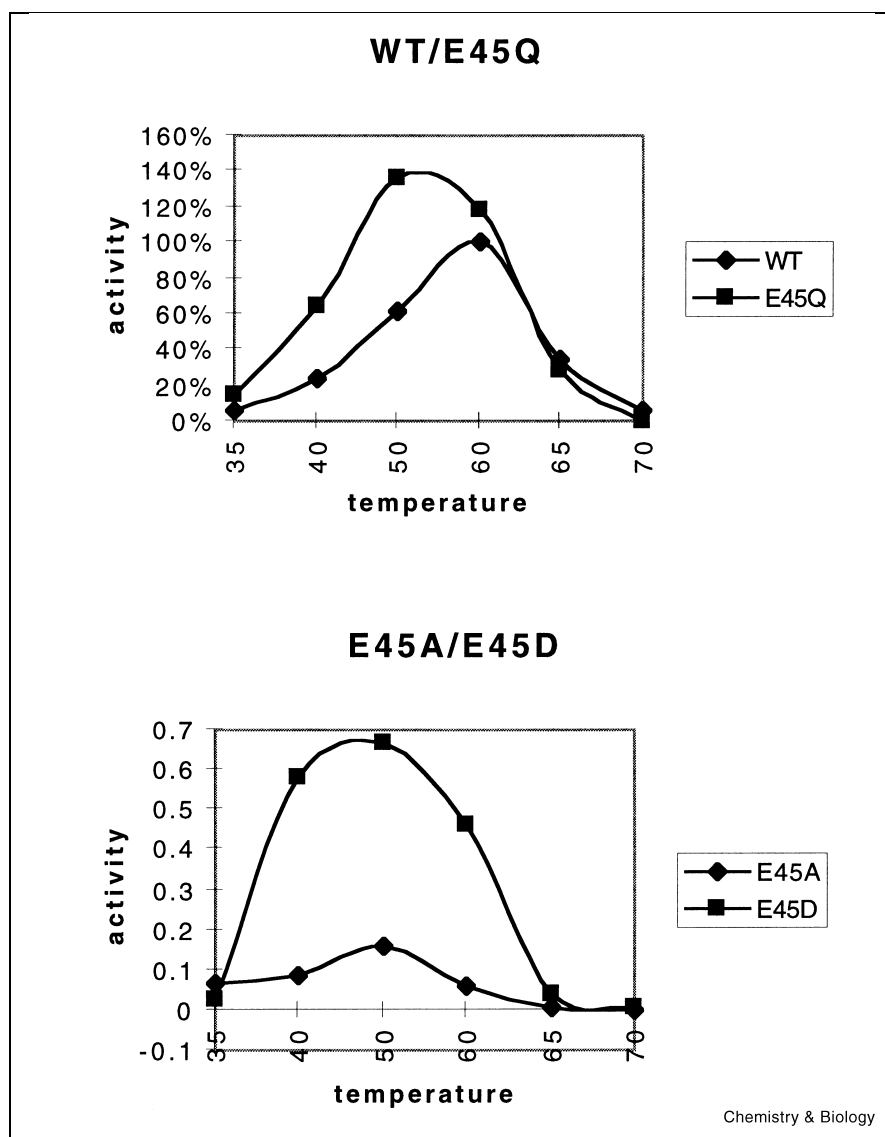 WT/E45Q
160%
140%
120%
100%
80%
60%
40%
20%
0%
activity
35 40 50 60 65 70
temperature
WT
E45Q
E45A/E45D
0.7
0.6
0.5
0.4
0.3
0.2
0.1
0
-0.1
activity
35 40 50 60 65 70
temperature
E45A
E45D
Chemistry & Biology